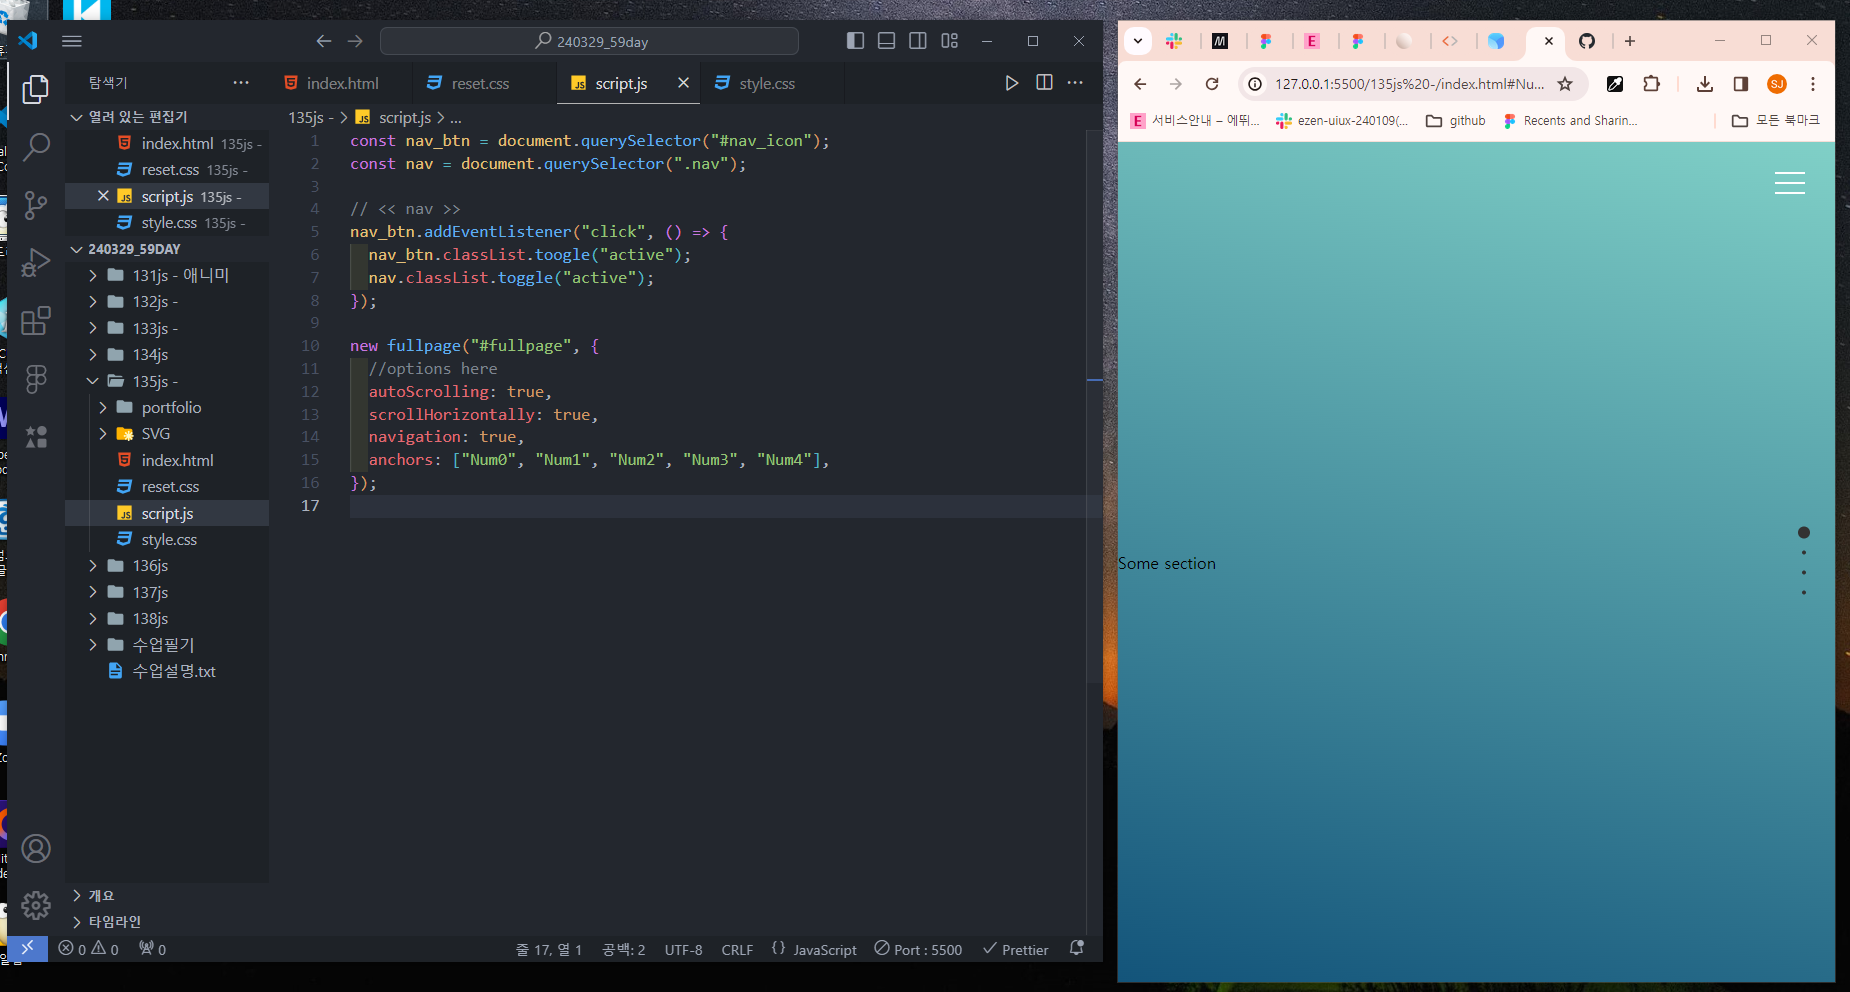 240329_59day
탐색기
index.html
reset.css
script.js
style.css
열려 있는 편집기
index.html 135js -
reset.css 135js -
script.js 135js -
style.css 135js -
240329_59DAY
131js - 애니미
132js -
133js -
134js
135js -
portfolio
SVG
index.html
reset.css
script.js
style.css
136js
137js
138js
수업필기
수업설명.txt
개요
타임라인
135js - > script.js > ...
1 const nav_btn = document.querySelector("#nav_icon");
2 const nav = document.querySelector(".nav");
3
4 // << nav >>
5 nav_btn.addEventListener("click", () => {
6 nav_btn.classList.toogle("active");
7 nav.classList.toggle("active");
8 });
9
10 new fullpage("#fullpage", {
11 //options here
12 autoScrolling: true,
13 scrollHorizontally: true,
14 navigation: true,
15 anchors: ["Num0", "Num1", "Num2", "Num3", "Num4"],
16 });
17
0 0 0
줄 17, 열 1 공백: 2 UTF-8 CRLF {} JavaScript Port : 5500 Prettier
127.0.0.1:5500/135js%20-/index.html#Nu...
SJ
서비스안내 – 에뛰... ezen-uiux-240109(... github Recents and Sharin... 모든 북마크
Some section